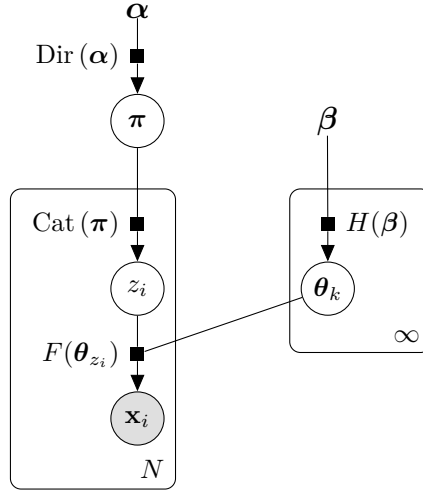 α
Dir (α)
π
β
Cat (π)
H(β)
z_i
θ_k
∞
F(θ_{z_i})
x_i
N